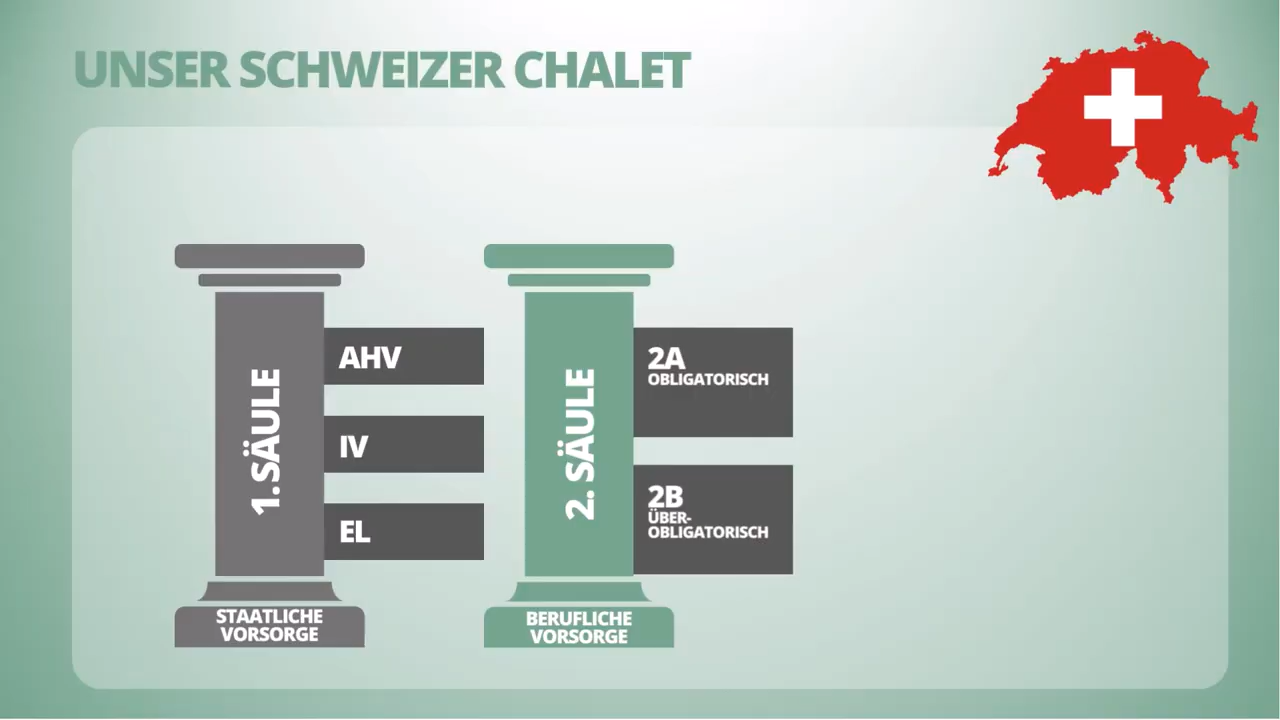 UNSER SCHWEIZER CHALET
1. SÄULE
AHV
IV
EL
STAATLICHE
VORSORGE
2. SÄULE
2A
OBLIGATORISCH
2B
ÜBER-
OBLIGATORISCH
BERUFLICHE
VORSORGE